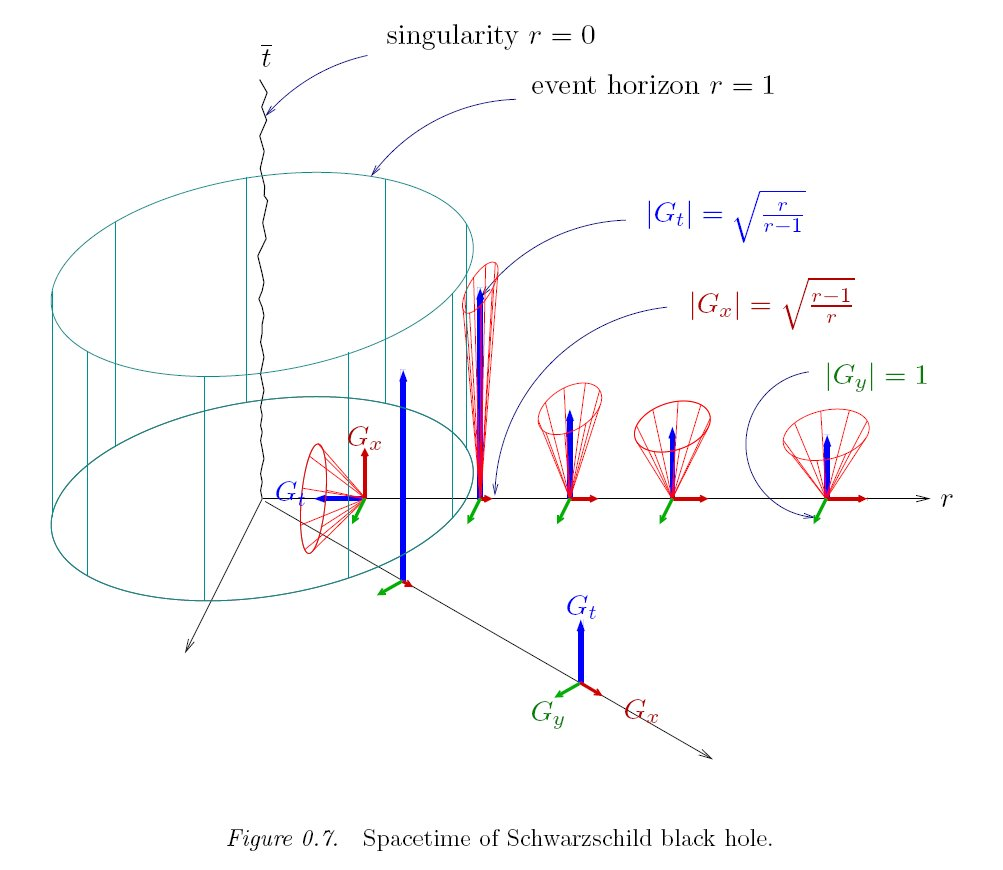 t̅
singularity r = 0
event horizon r = 1
|G_t| = √(r/(r−1))
|G_x| = √((r−1)/r)
|G_y| = 1
G_x
G_t
r
G_t
G_y
G_x
Figure 0.7. Spacetime of Schwarzschild black hole.